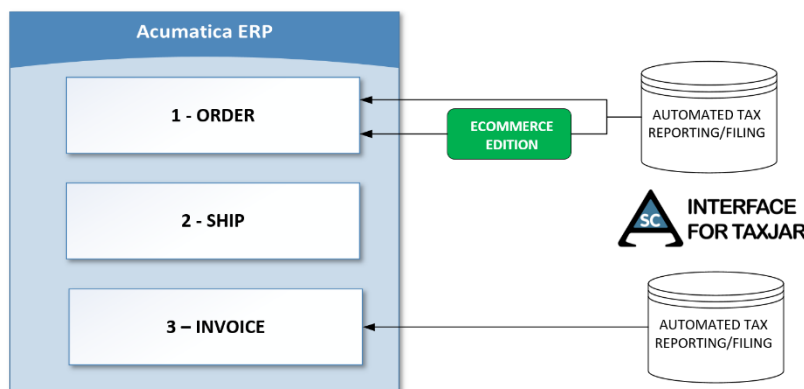 Acumatica ERP
1 - ORDER
ECOMMERCE
EDITION
AUTOMATED TAX
REPORTING/FILING
2 - SHIP
SC
INTERFACE
FOR TAXJAR
3 – INVOICE
AUTOMATED TAX
REPORTING/FILING